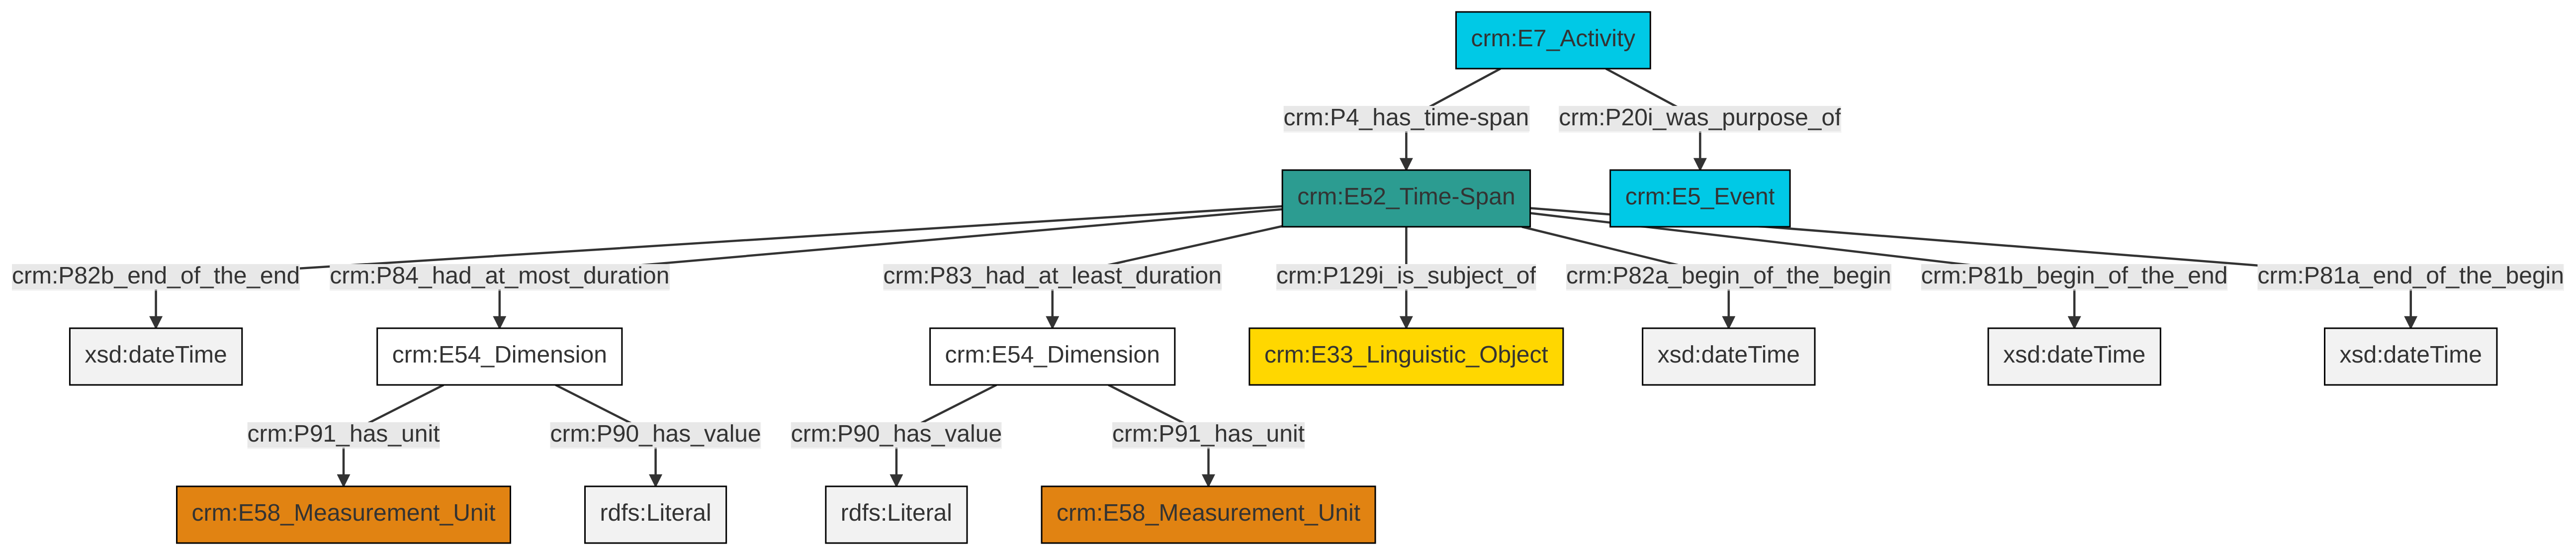 crm:E7_Activity
crm:P4_has_time-span
crm:P20i_was_purpose_of
crm:E52_Time-Span
crm:E5_Event
crm:P82b_end_of_the_end
crm:P84_had_at_most_duration
crm:P83_had_at_least_duration
crm:P129i_is_subject_of
crm:P82a_begin_of_the_begin
crm:P81b_begin_of_the_end
crm:P81a_end_of_the_begin
xsd:dateTime
crm:E54_Dimension
crm:E54_Dimension
crm:E33_Linguistic_Object
xsd:dateTime
xsd:dateTime
xsd:dateTime
crm:P91_has_unit
crm:P90_has_value
crm:P90_has_value
crm:P91_has_unit
crm:E58_Measurement_Unit
rdfs:Literal
rdfs:Literal
crm:E58_Measurement_Unit